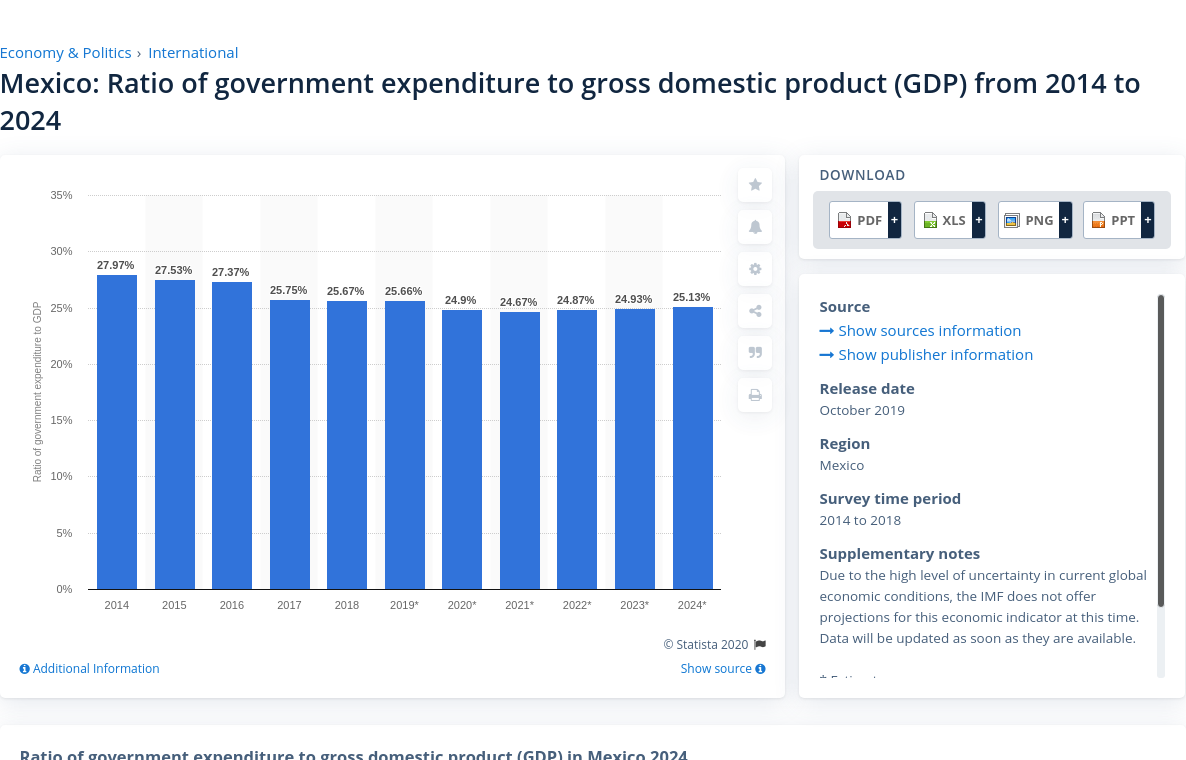 Economy & Politics › International
Mexico: Ratio of government expenditure to gross domestic product (GDP) from 2014 to
2024
35%
30%
25%
20%
15%
10%
5%
0%
Ratio of government expenditure to GDP
27.97%
27.53%
27.37%
25.75%
25.67%
25.66%
24.9%
24.67%
24.87%
24.93%
25.13%
2014
2015
2016
2017
2018
2019*
2020*
2021*
2022*
2023*
2024*
© Statista 2020
Additional Information
Show source
DOWNLOAD
PDF +
XLS +
PNG +
PPT +
Source
Show sources information
Show publisher information
Release date
October 2019
Region
Mexico
Survey time period
2014 to 2018
Supplementary notes
Due to the high level of uncertainty in current global
economic conditions, the IMF does not offer
projections for this economic indicator at this time.
Data will be updated as soon as they are available.
Ratio of government expenditure to gross domestic product (GDP) in Mexico 2024